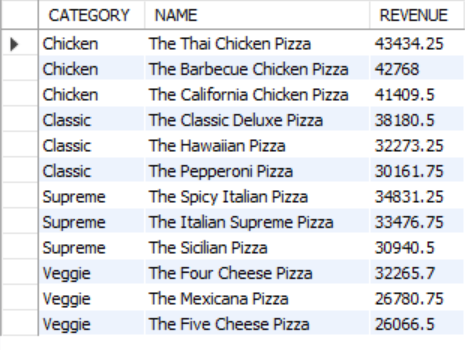 CATEGORY NAME REVENUE
Chicken The Thai Chicken Pizza 43434.25
Chicken The Barbecue Chicken Pizza 42768
Chicken The California Chicken Pizza 41409.5
Classic The Classic Deluxe Pizza 38180.5
Classic The Hawaiian Pizza 32273.25
Classic The Pepperoni Pizza 30161.75
Supreme The Spicy Italian Pizza 34831.25
Supreme The Italian Supreme Pizza 33476.75
Supreme The Sicilian Pizza 30940.5
Veggie The Four Cheese Pizza 32265.7
Veggie The Mexicana Pizza 26780.75
Veggie The Five Cheese Pizza 26066.5